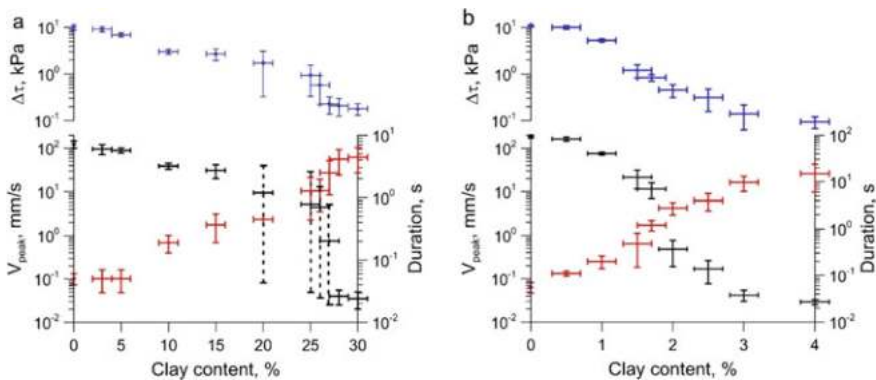 a
Δτ, kPa
10¹
10⁰
10⁻¹
V_peak, mm/s
10²
10¹
10⁰
10⁻¹
10⁻²
Duration, s
10¹
10⁰
10⁻¹
10⁻²
0 5 10 15 20 25 30
Clay content, %
b
Δτ, kPa
10¹
10⁰
10⁻¹
V_peak, mm/s
10²
10¹
10⁰
10⁻¹
10⁻²
Duration, s
10²
10¹
10⁰
10⁻¹
10⁻²
0 1 2 3 4
Clay content, %